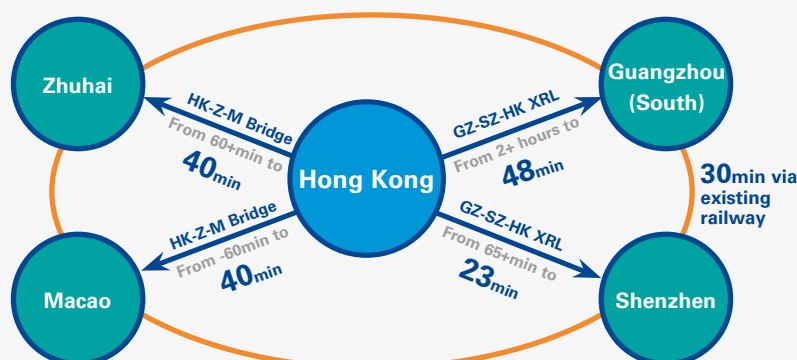 Zhuhai
HK-Z-M Bridge
From 60+min to
40min
Guangzhou
(South)
GZ-SZ-HK XRL
From 2+ hours to
48min
Hong Kong
30min via
existing
railway
Macao
HK-Z-M Bridge
From -60min to
40min
GZ-SZ-HK XRL
From 65+min to
23min
Shenzhen